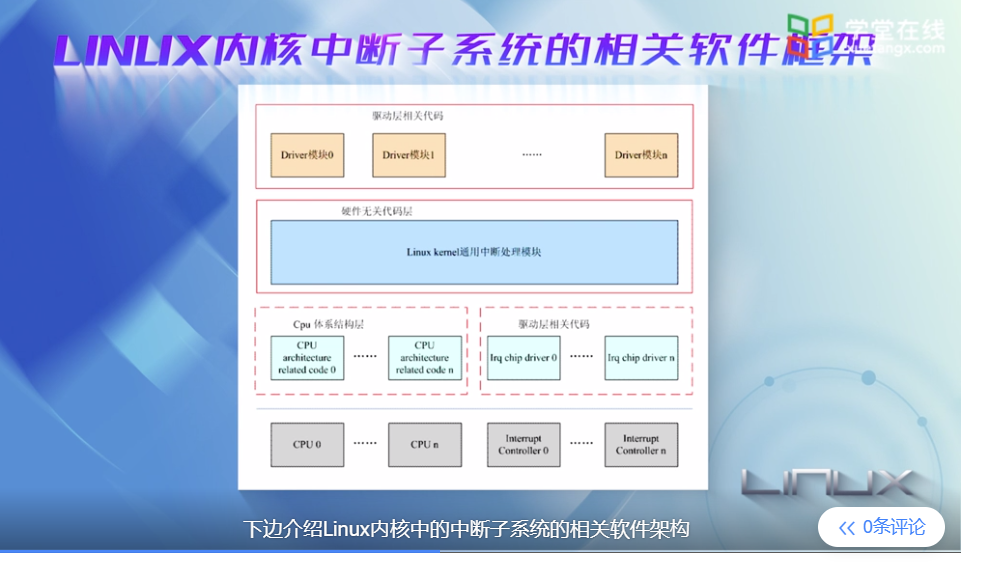 LINUX内核中断子系统的相关软件框架
学堂在线
xuetangx.com
驱动层相关代码
Driver模块0
Driver模块1
......
Driver模块n
硬件无关代码层
Linux kernel通用中断处理模块
Cpu 体系结构层
驱动层相关代码
CPU
architecture
related code 0
......
CPU
architecture
related code n
Irq chip driver 0
......
Irq chip driver n
CPU 0
......
CPU n
Interrupt
Controller 0
......
Interrupt
Controller n
LINUX
下边介绍Linux内核中的中断子系统的相关软件架构
0条评论